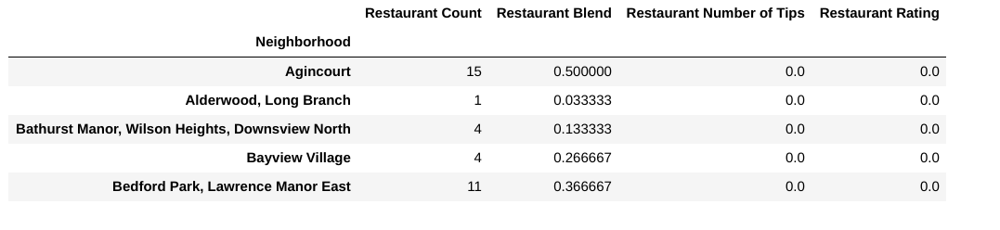 Restaurant Count Restaurant Blend Restaurant Number of Tips Restaurant Rating
Neighborhood
Agincourt 15 0.500000 0.0 0.0
Alderwood, Long Branch 1 0.033333 0.0 0.0
Bathurst Manor, Wilson Heights, Downsview North 4 0.133333 0.0 0.0
Bayview Village 4 0.266667 0.0 0.0
Bedford Park, Lawrence Manor East 11 0.366667 0.0 0.0